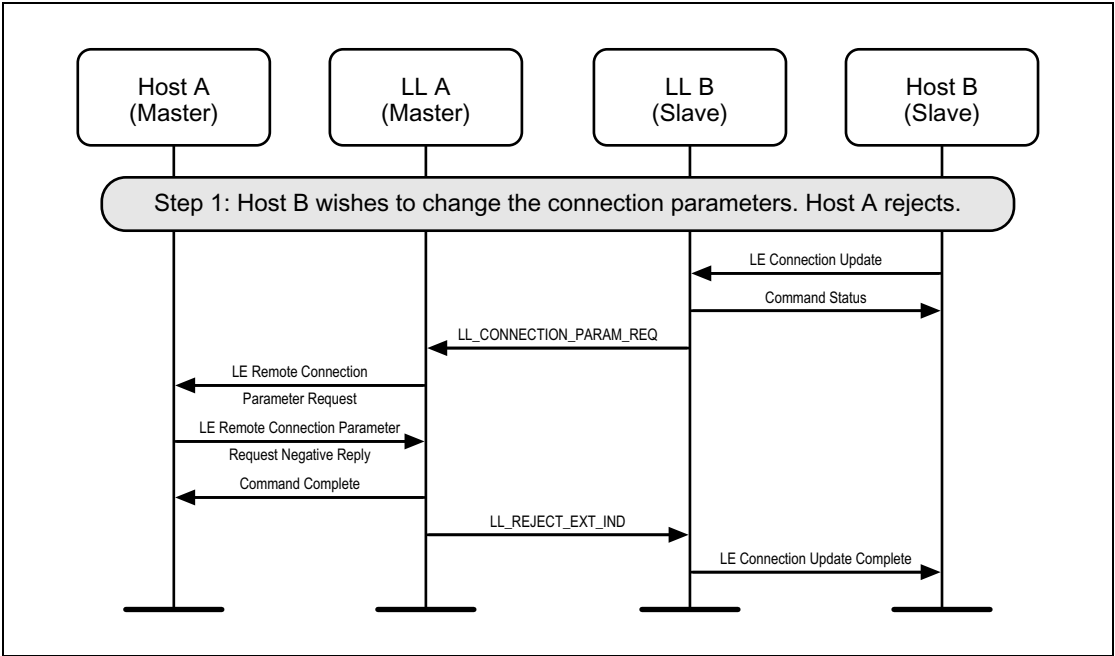 Host A
(Master)
LL A
(Master)
LL B
(Slave)
Host B
(Slave)
Step 1: Host B wishes to change the connection parameters. Host A rejects.
LE Connection Update
Command Status
LL_CONNECTION_PARAM_REQ
LE Remote Connection
Parameter Request
LE Remote Connection Parameter
Request Negative Reply
Command Complete
LL_REJECT_EXT_IND
LE Connection Update Complete